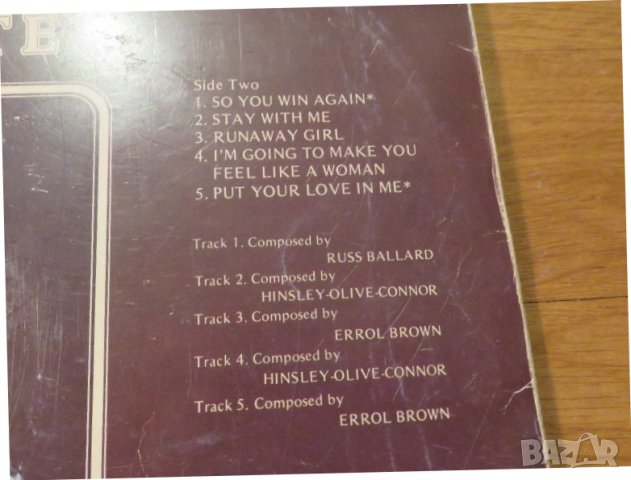 TE
Side Two
1. SO YOU WIN AGAIN*
2. STAY WITH ME
3. RUNAWAY GIRL
4. I'M GOING TO MAKE YOU
FEEL LIKE A WOMAN
5. PUT YOUR LOVE IN ME*
Track 1. Composed by
RUSS BALLARD
Track 2. Composed by
HINSLEY-OLIVE-CONNOR
Track 3. Composed by
ERROL BROWN
Track 4. Composed by
HINSLEY-OLIVE-CONNOR
Track 5. Composed by
ERROL BROWN
BAZAR